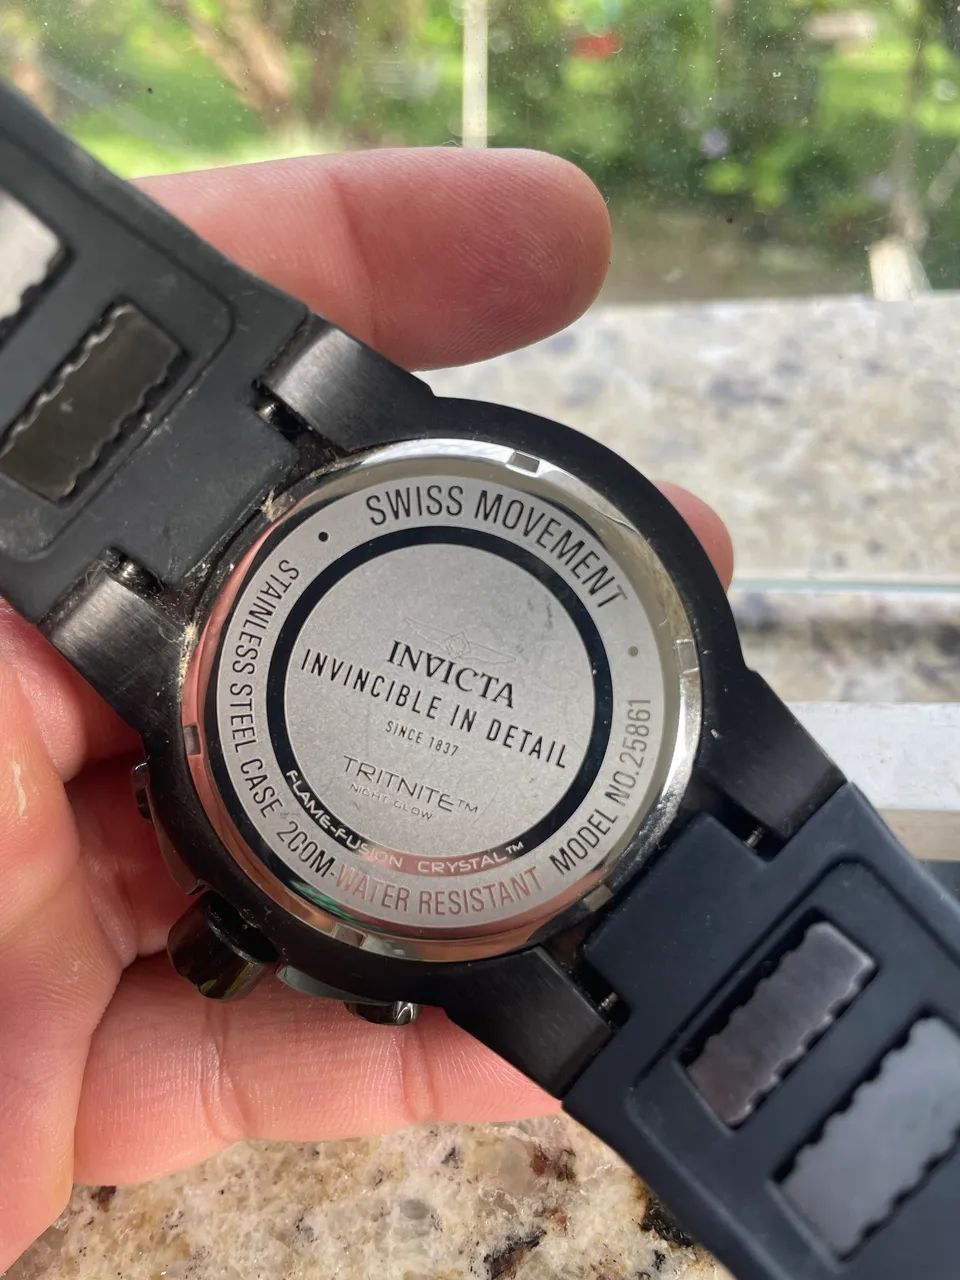 SWISS MOVEMENT
STAINLESS STEEL CASE
200M-WATER RESISTANT
MODEL NO.25861
INVICTA
INVINCIBLE IN DETAIL
SINCE 1837
TRITNITE™
NIGHT GLOW
FLAME-FUSION CRYSTAL™